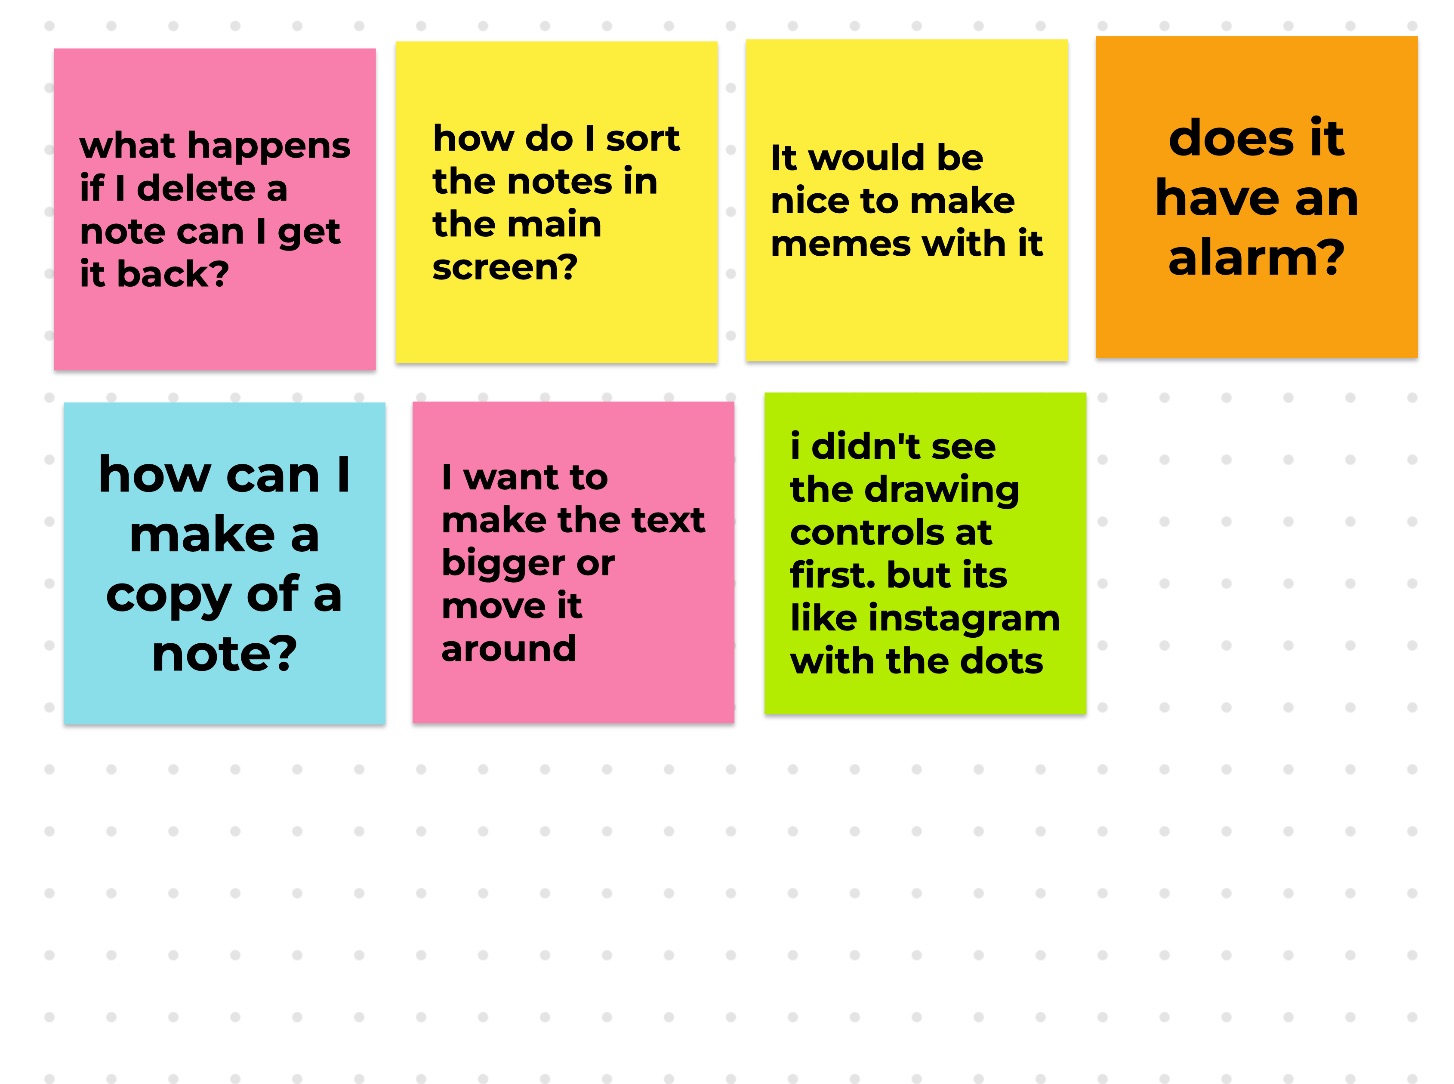 what happens
if I delete a
note can I get
it back?
how do I sort
the notes in
the main
screen?
It would be
nice to make
memes with it
does it
have an
alarm?
how can I
make a
copy of a
note?
I want to
make the text
bigger or
move it
around
i didn't see
the drawing
controls at
first. but its
like instagram
with the dots